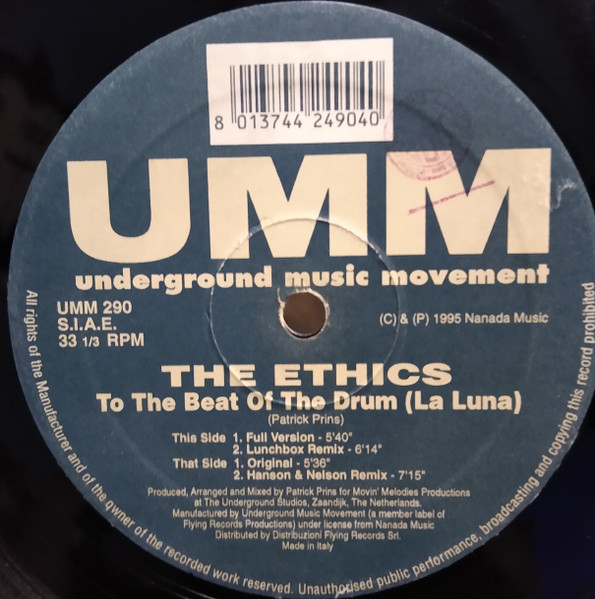 8 013744 249040
UMM
underground music movement
UMM 290
S.I.A.E.
33 1/3 RPM
(C) & (P) 1995 Nanada Music
THE ETHICS
To The Beat Of The Drum (La Luna)
(Patrick Prins)
This Side 1. Full Version - 5'40"
2. Lunchbox Remix - 6'14"
That Side 1. Original - 5'36"
2. Hanson & Nelson Remix - 7'15"
Produced, Arranged and Mixed by Patrick Prins for Movin' Melodies Productions
at The Underground Studios, Zaandijk, The Netherlands.
Manufactured by Underground Music Movement (a member label of
Flying Records Productions) under license from Nanada Music
Distributed by Distribuzioni Flying Records Srl.
Made in Italy
All rights of the Manufacturer and of the qwner of the recorded work reserved. Unauthorised public performance, broadcasting and copying this record prohibited